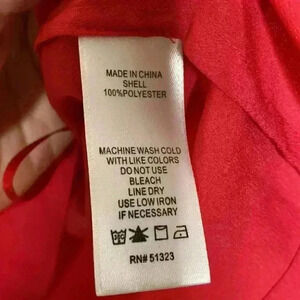 MADE IN CHINA
SHELL
100%POLYESTER
MACHINE WASH COLD
WITH LIKE COLORS
DO NOT USE
BLEACH
LINE DRY
USE LOW IRON
IF NECESSARY
RN# 51323